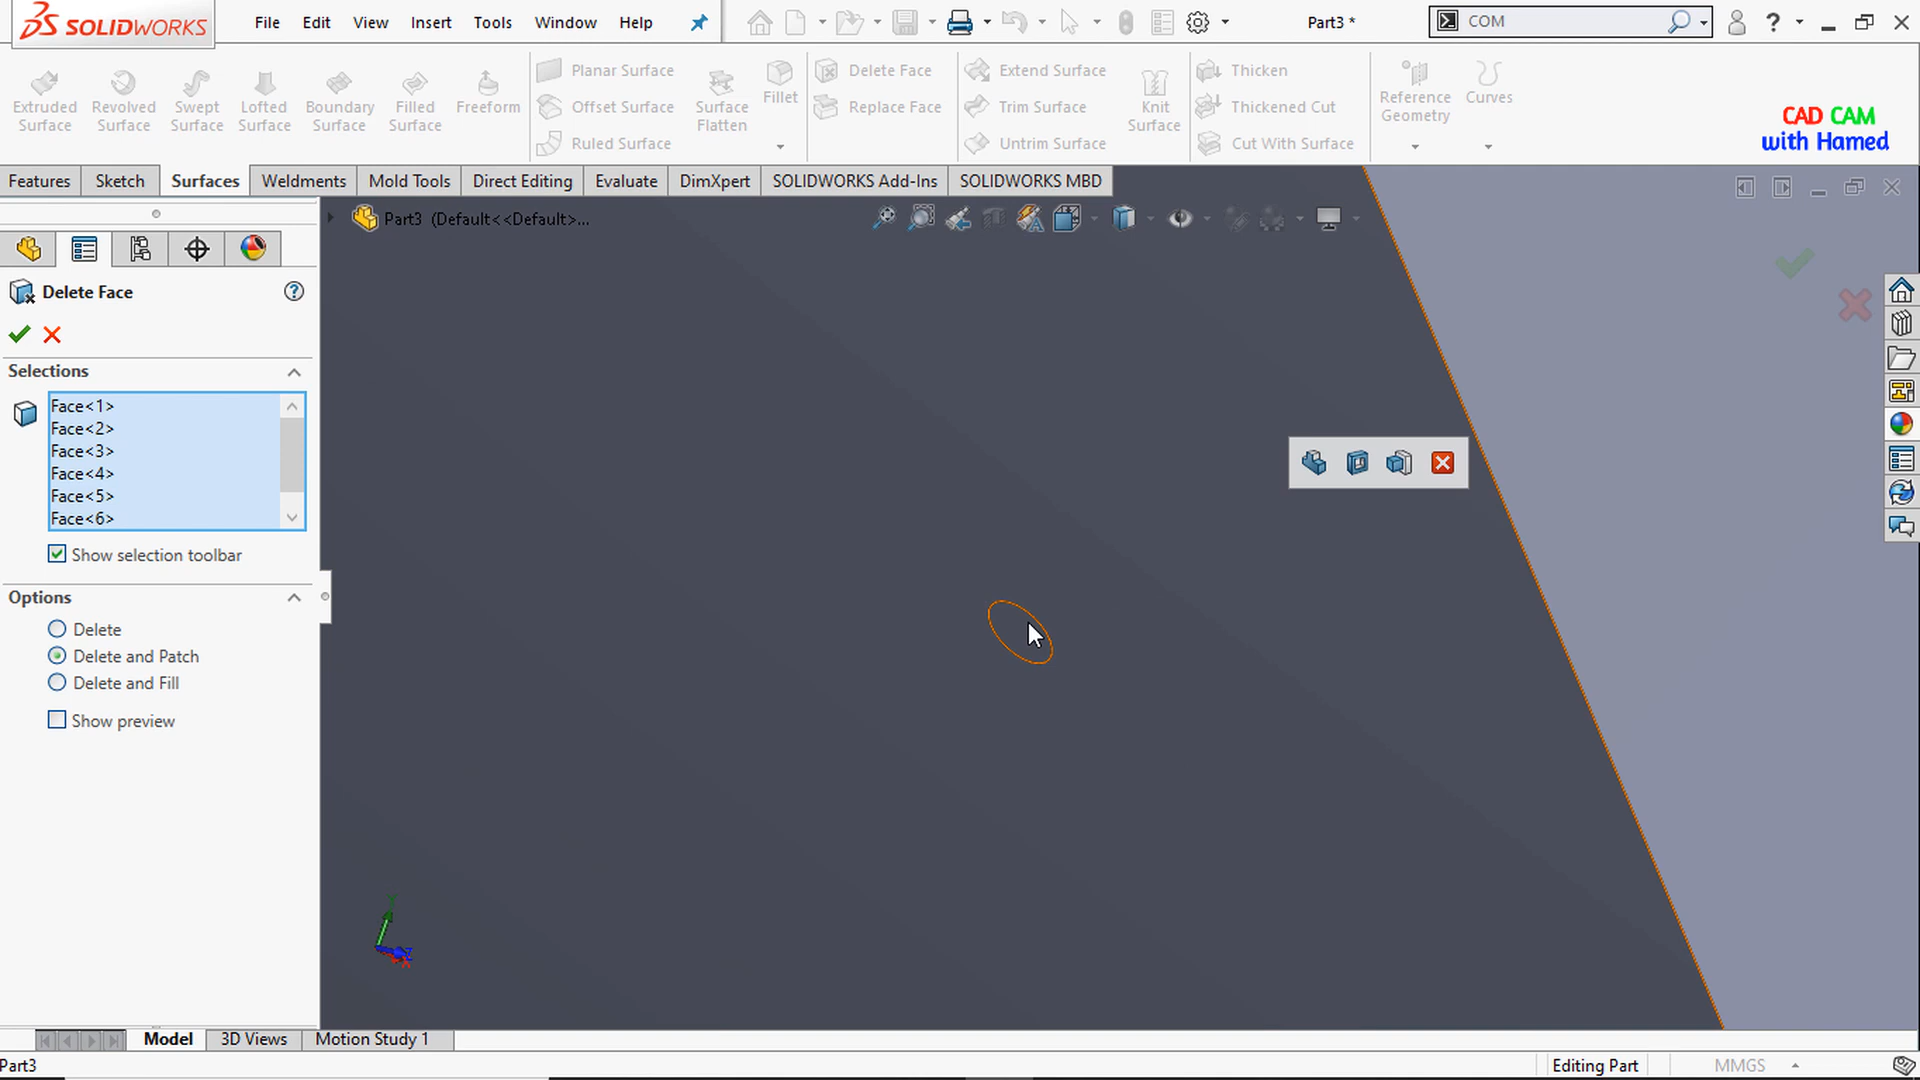 SOLIDWORKS File Edit View Insert Tools Window Help Part3 * COM ?
Extruded Surface Revolved Surface Swept Surface Lofted Surface Boundary Surface Filled Surface Freeform
Planar Surface
Offset Surface
Ruled Surface
Surface Flatten
Fillet
Delete Face
Replace Face
Extend Surface
Trim Surface
Untrim Surface
Knit Surface
Thicken
Thickened Cut
Cut With Surface
Reference Geometry
Curves
CAD CAM
with Hamed
Features Sketch Surfaces Weldments Mold Tools Direct Editing Evaluate DimXpert SOLIDWORKS Add-Ins SOLIDWORKS MBD
Part3 (Default<<Default>...
Delete Face
Selections
Face<1>
Face<2>
Face<3>
Face<4>
Face<5>
Face<6>
Show selection toolbar
Options
Delete
Delete and Patch
Delete and Fill
Show preview
Model 3D Views Motion Study 1
Part3 Editing Part MMGS